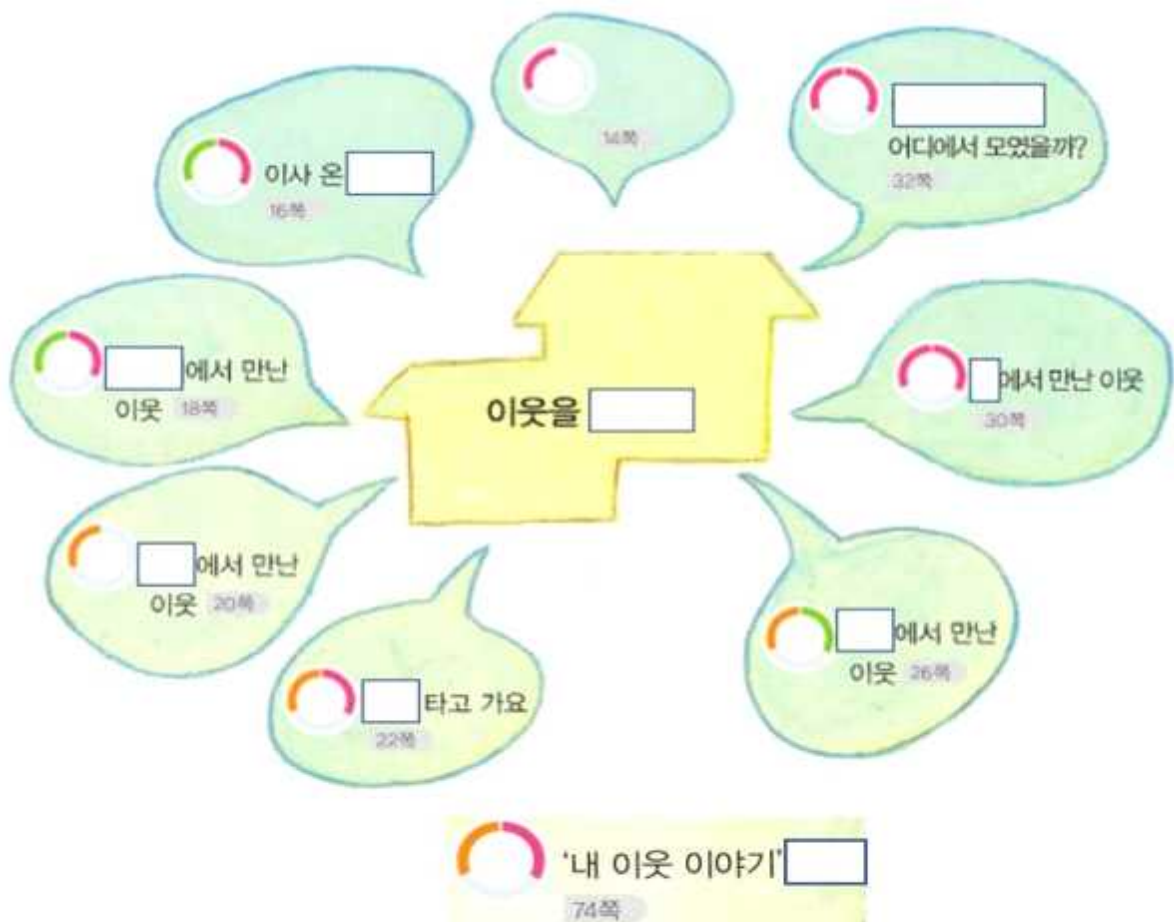 14쪽
어디에서 모였을까?
32쪽
이사 온
16쪽
에서 만난
이웃 18쪽
이웃을
에서 만난 이웃
30쪽
에서 만난
이웃 20쪽
타고 가요
22쪽
에서 만난
이웃 26쪽
'내 이웃 이야기'
74쪽